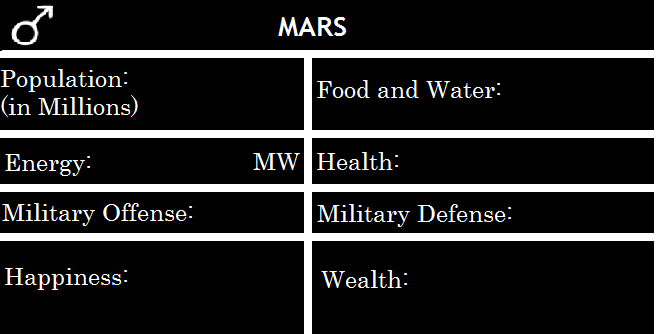 MARS
Population:
(in Millions)
Food and Water:
Energy: MW
Health:
Military Offense:
Military Defense:
Happiness:
Wealth: